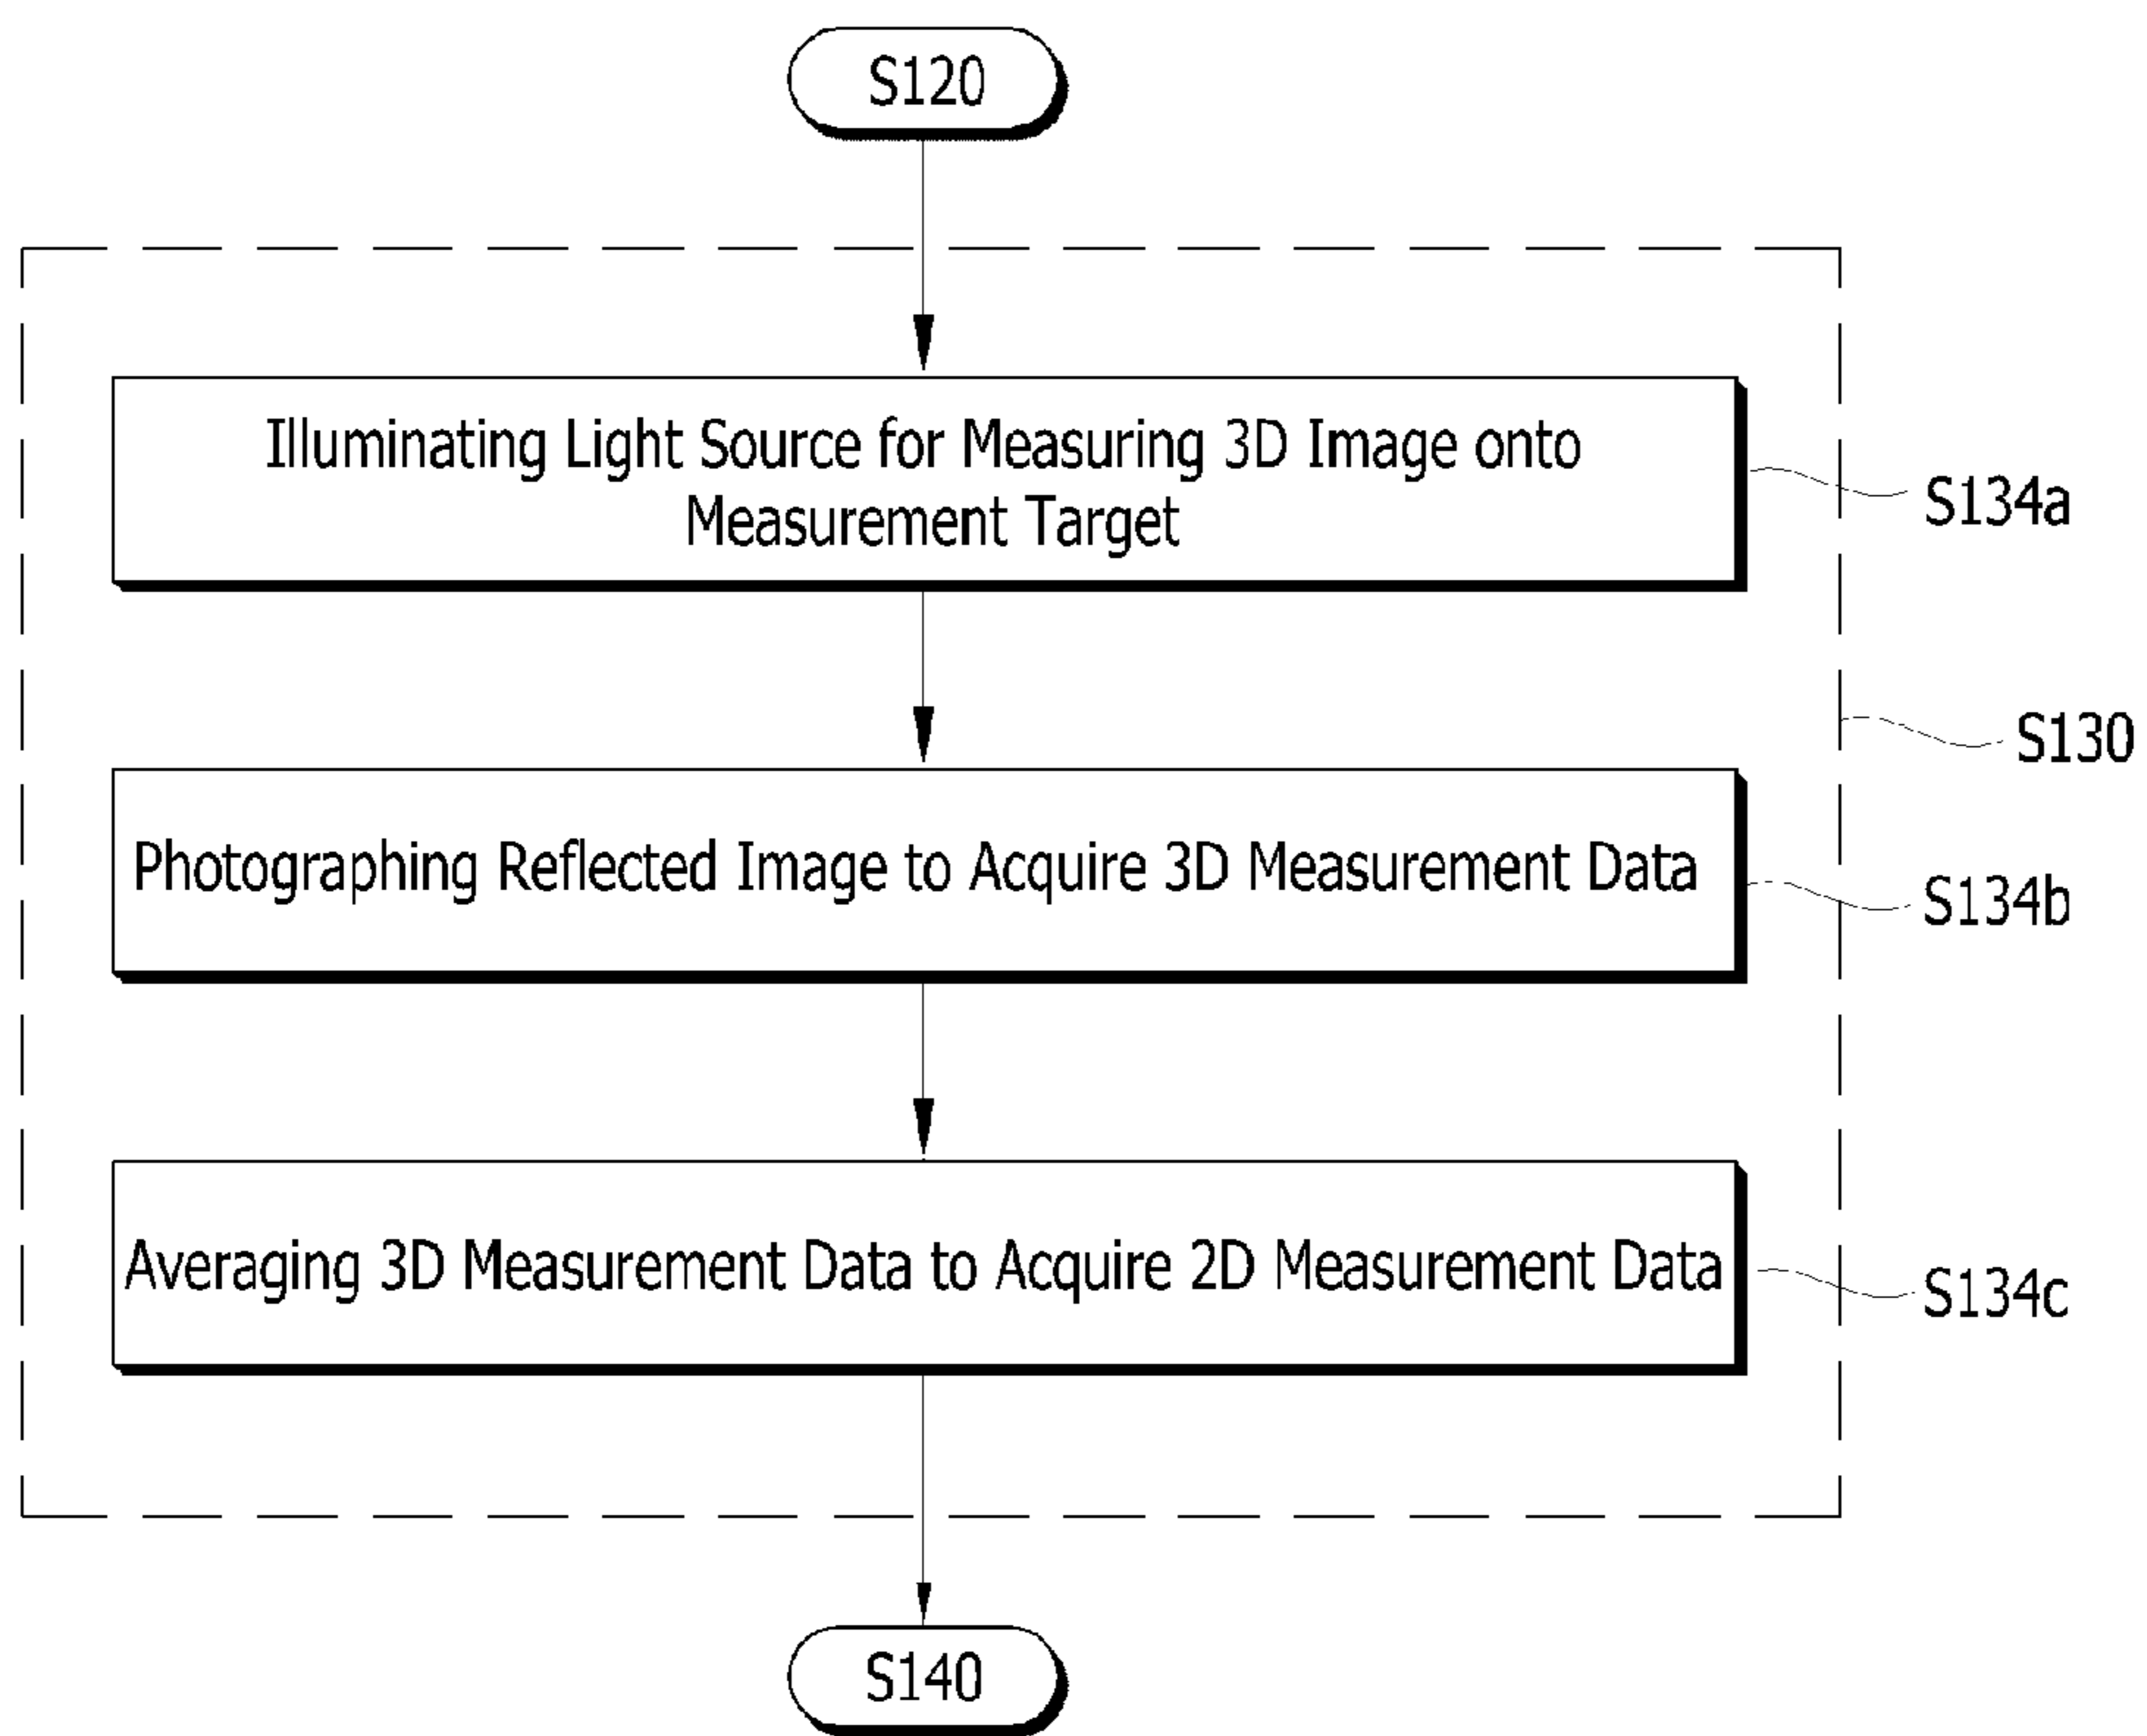 S120
Illuminating Light Source for Measuring 3D Image onto
Measurement Target
S134a
S130
Photographing Reflected Image to Acquire 3D Measurement Data
S134b
Averaging 3D Measurement Data to Acquire 2D Measurement Data
S134c
S140